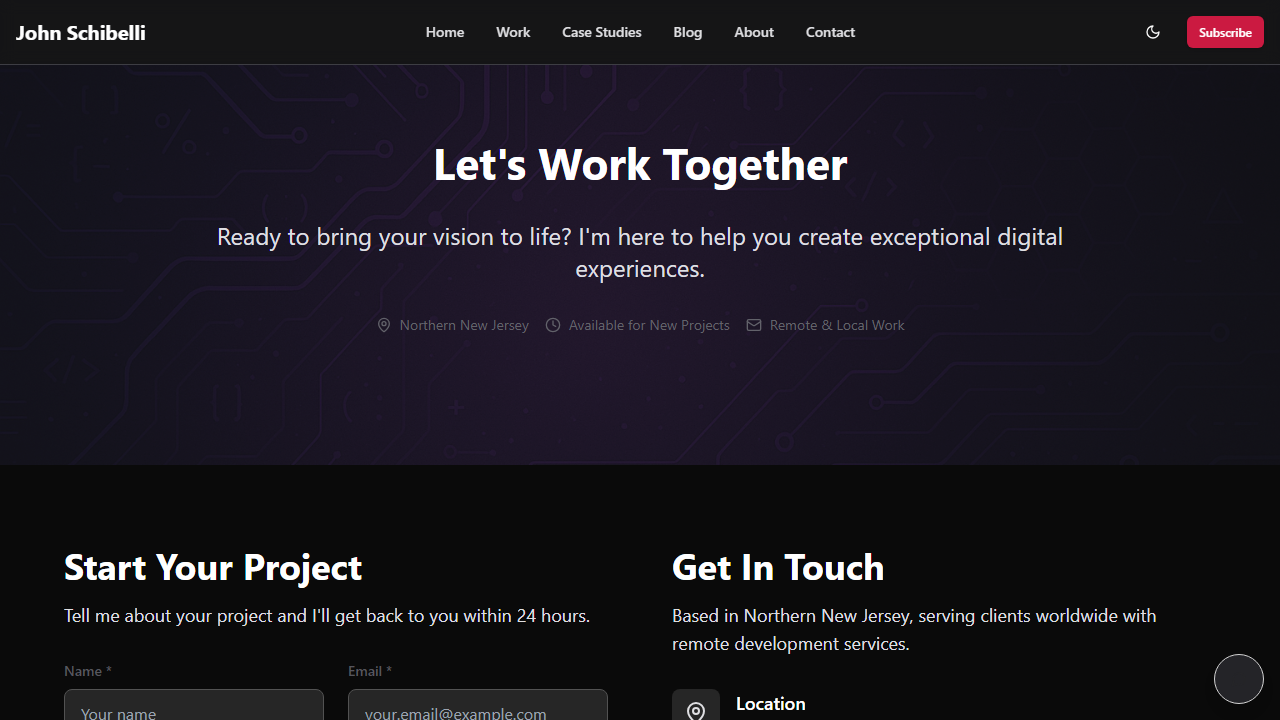 John Schibelli
Home
Work
Case Studies
Blog
About
Contact
Subscribe
Let's Work Together
Ready to bring your vision to life? I'm here to help you create exceptional digital
experiences.
Northern New Jersey
Available for New Projects
Remote & Local Work
Start Your Project
Tell me about your project and I'll get back to you within 24 hours.
Name *
Email *
Your name
your.email@example.com
Get In Touch
Based in Northern New Jersey, serving clients worldwide with
remote development services.
Location